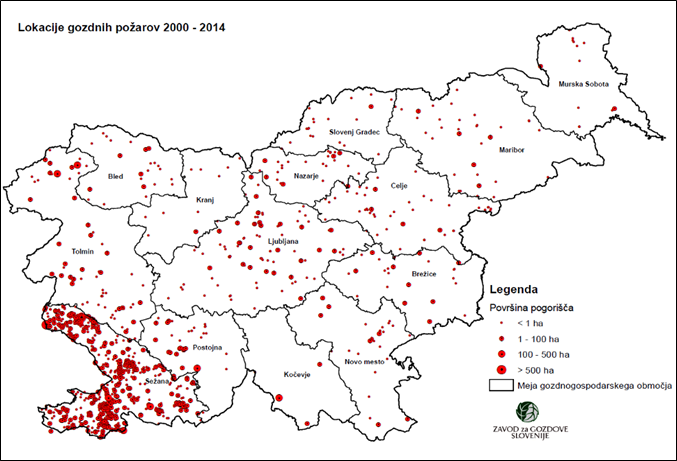 Lokacije gozdnih požarov 2000 - 2014
Murska Sobota
Slovenj Gradec
Maribor
Bled
Nazarje
Kranj
Celje
Ljubljana
Tolmin
Brežice
Postojna
Novo mesto
Kočevje
Sežana
Legenda
Površina pogorišča
< 1 ha
1 - 100 ha
100 - 500 ha
> 500 ha
Meja gozdnogospodarskega območja
ZAVOD za GOZDOVE
SLOVENIJE